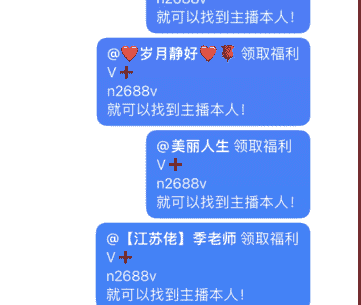 n2688v
就可以找到主播本人！
@❤️岁月静好❤️🌹 领取福利
V➕
n2688v
就可以找到主播本人！
@美丽人生 领取福利
V➕
n2688v
就可以找到主播本人！
@【江苏佬】季老师 领取福利
V➕
n2688v
就可以找到主播本人！